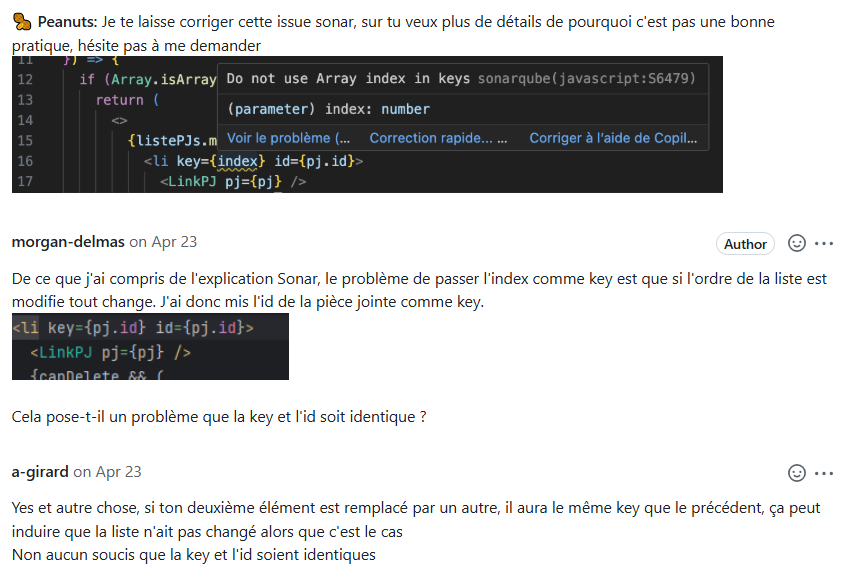 Peanuts: Je te laisse corriger cette issue sonar, sur tu veux plus de détails de pourquoi c'est pas une bonne
pratique, hésite pas à me demander
11 }) => {
12 if (Array.isArray
Do not use Array index in keys sonarqube(javascript:S6479)
13 return (
(parameter) index: number
14 <>
15 {listePJs.m
Voir le problème (... Correction rapide... ... Corriger à l'aide de Copil...
16 <li key={index} id={pj.id}>
17 <LinkPJ pj={pj} />
morgan-delmas on Apr 23 Author
De ce que j'ai compris de l'explication Sonar, le problème de passer l'index comme key est que si l'ordre de la liste est
modifie tout change. J'ai donc mis l'id de la pièce jointe comme key.
<li key={pj.id} id={pj.id}>
<LinkPJ pj={pj} />
{canDelete && (
Cela pose-t-il un problème que la key et l'id soit identique ?
a-girard on Apr 23
Yes et autre chose, si ton deuxième élément est remplacé par un autre, il aura le même key que le précédent, ça peut
induire que la liste n'ait pas changé alors que c'est le cas
Non aucun soucis que la key et l'id soient identiques